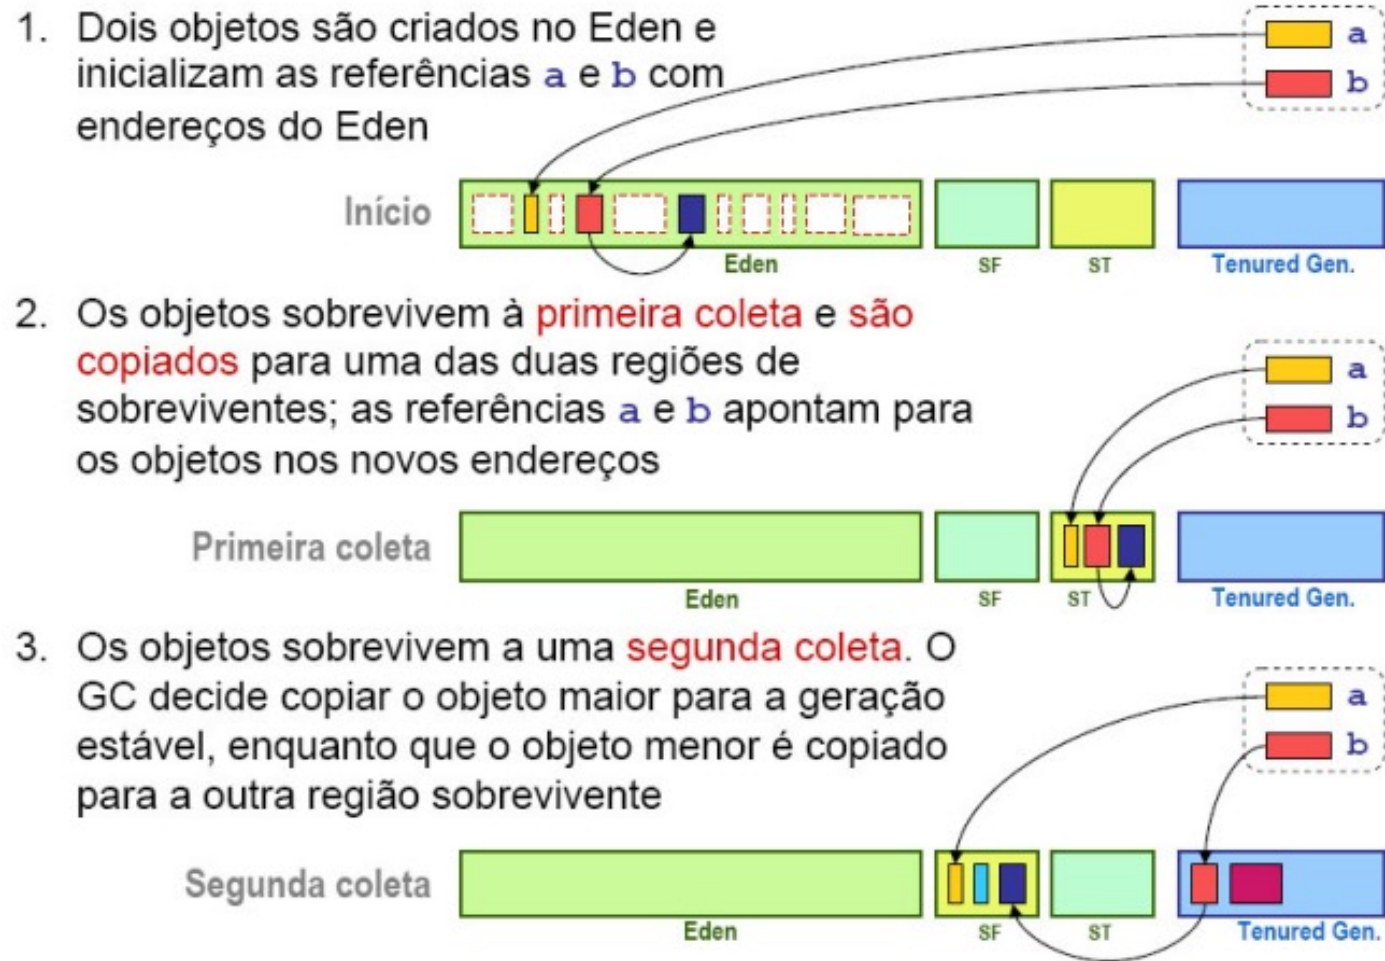 1. Dois objetos são criados no Eden e
inicializam as referências a e b com
endereços do Eden
a
b
Início
Eden
SF
ST
Tenured Gen.
2. Os objetos sobrevivem à primeira coleta e são
copiados para uma das duas regiões de
sobreviventes; as referências a e b apontam para
os objetos nos novos endereços
a
b
Primeira coleta
Eden
SF
ST
Tenured Gen.
3. Os objetos sobrevivem a uma segunda coleta. O
GC decide copiar o objeto maior para a geração
estável, enquanto que o objeto menor é copiado
para a outra região sobrevivente
a
b
Segunda coleta
Eden
SF
ST
Tenured Gen.